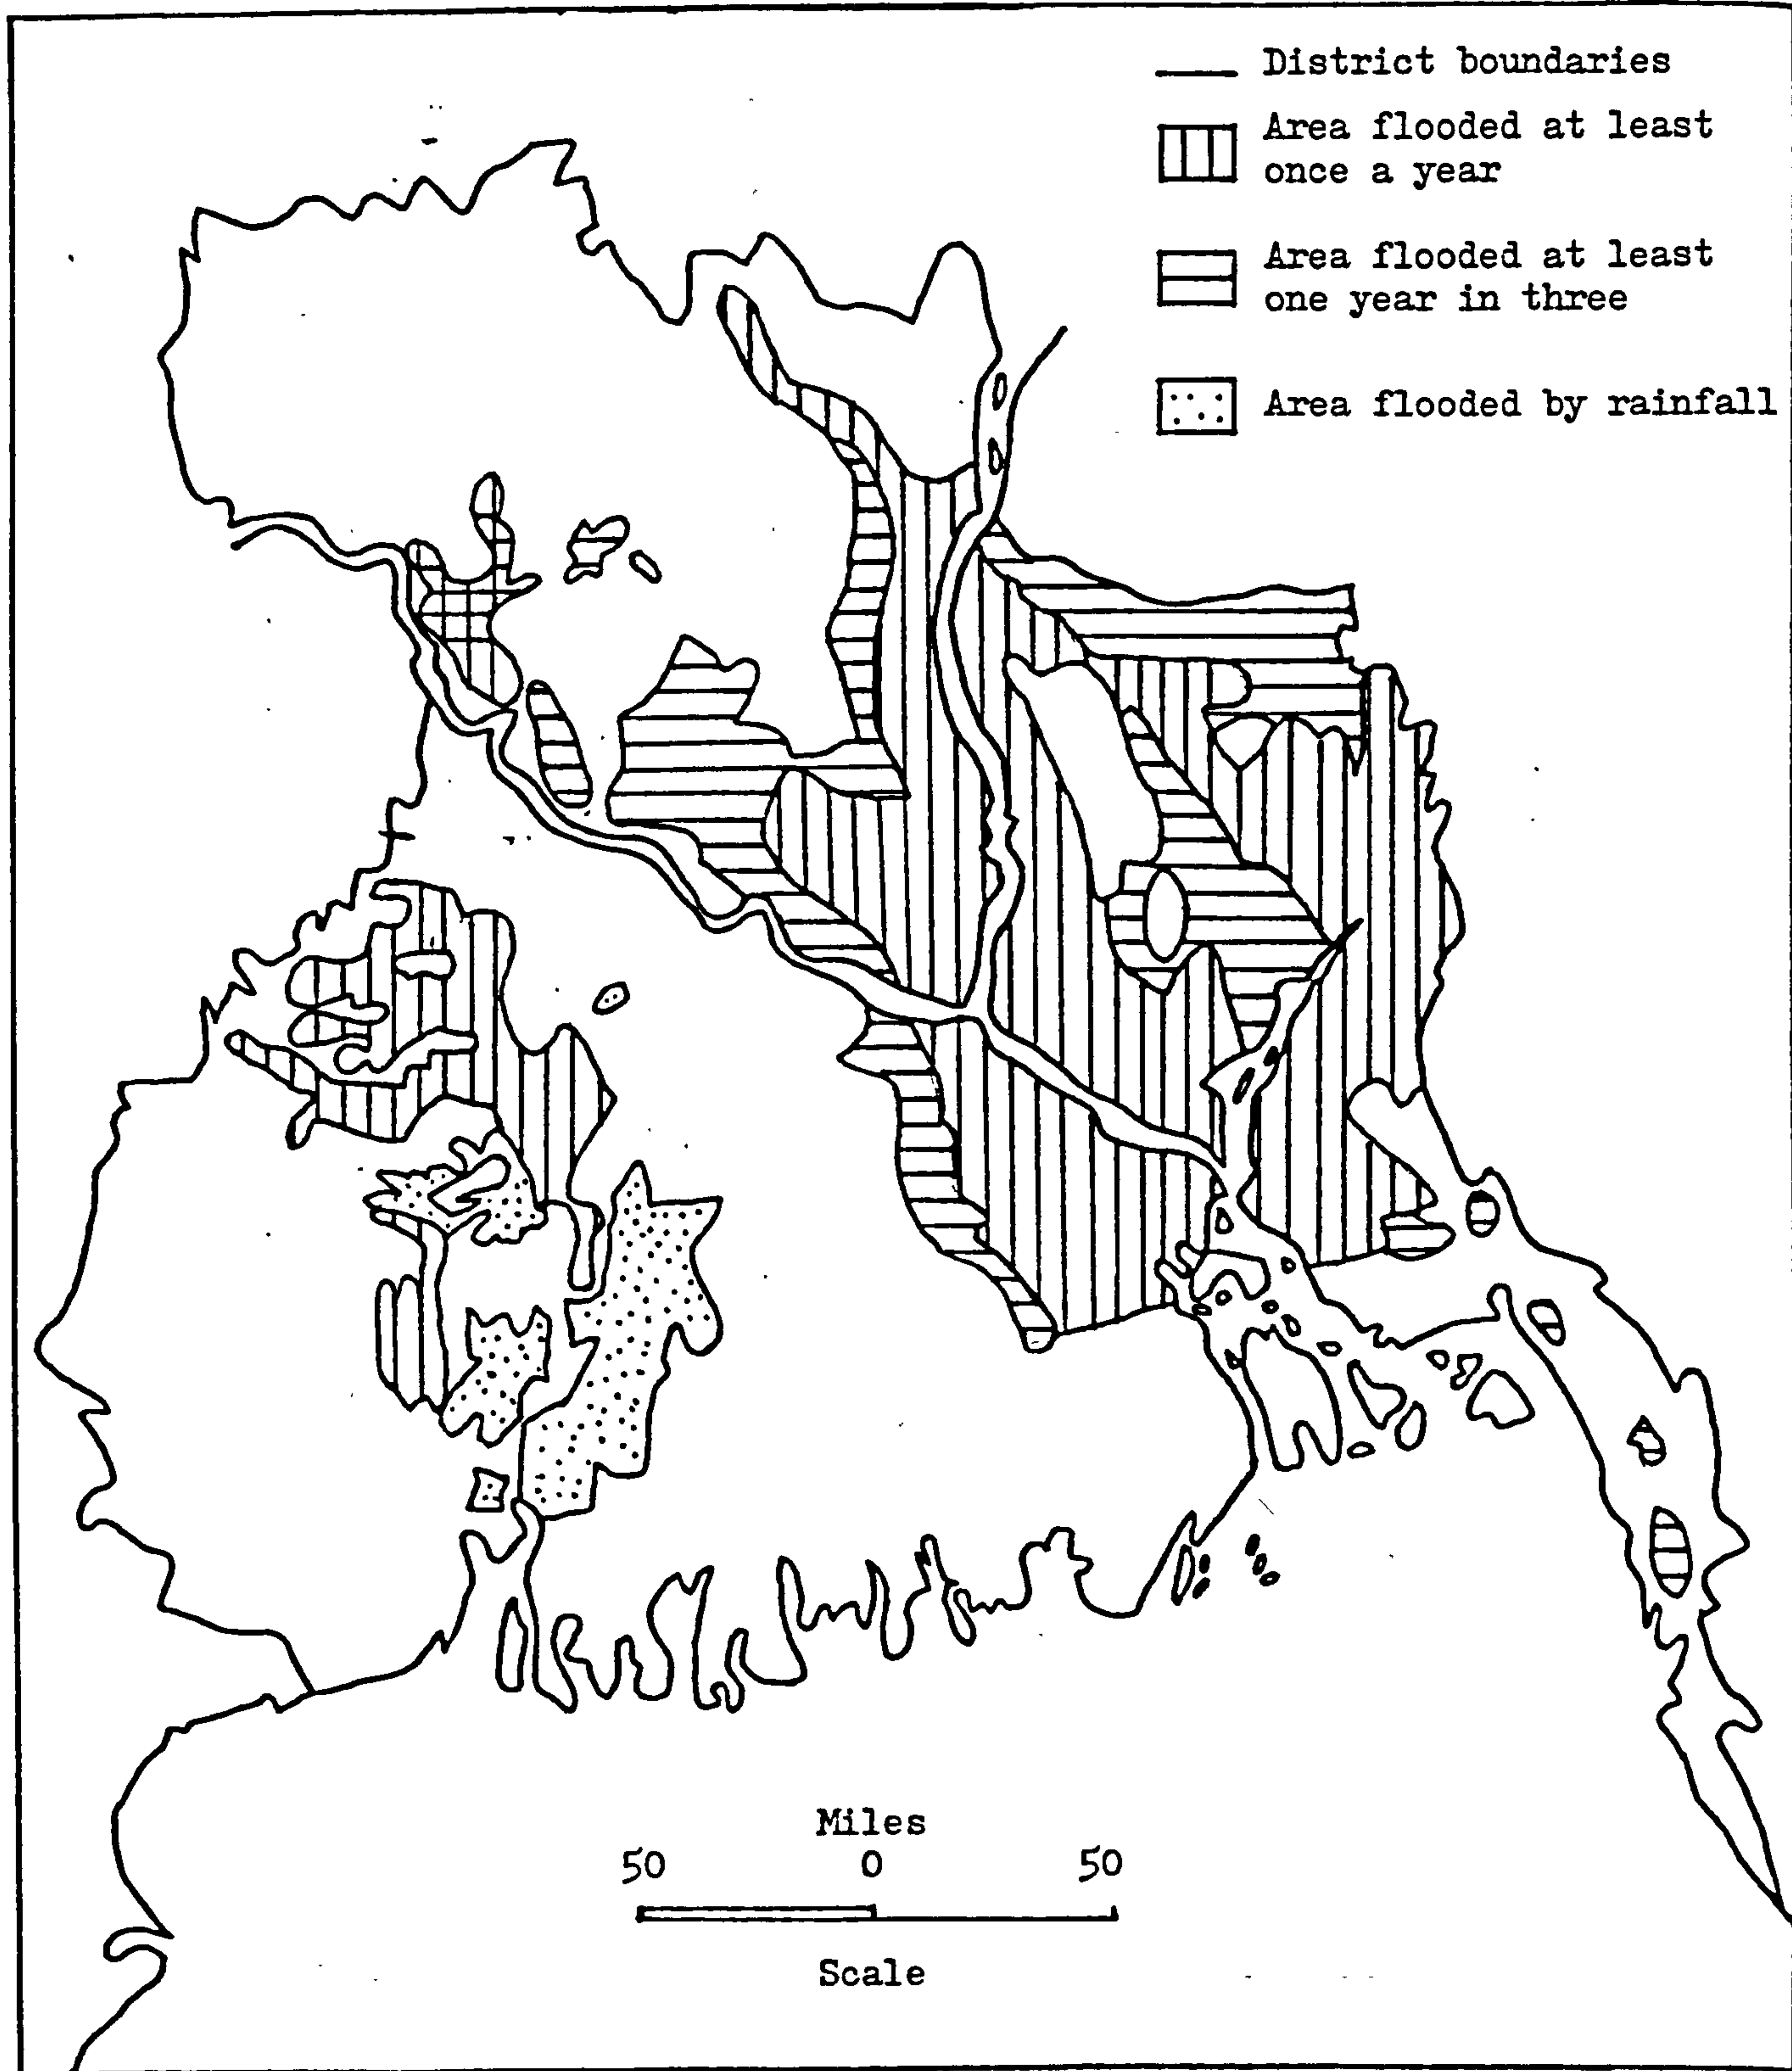 District boundaries
Area flooded at least
once a year
Area flooded at least
one year in three
Area flooded by rainfall
Miles
50 0 50
Scale